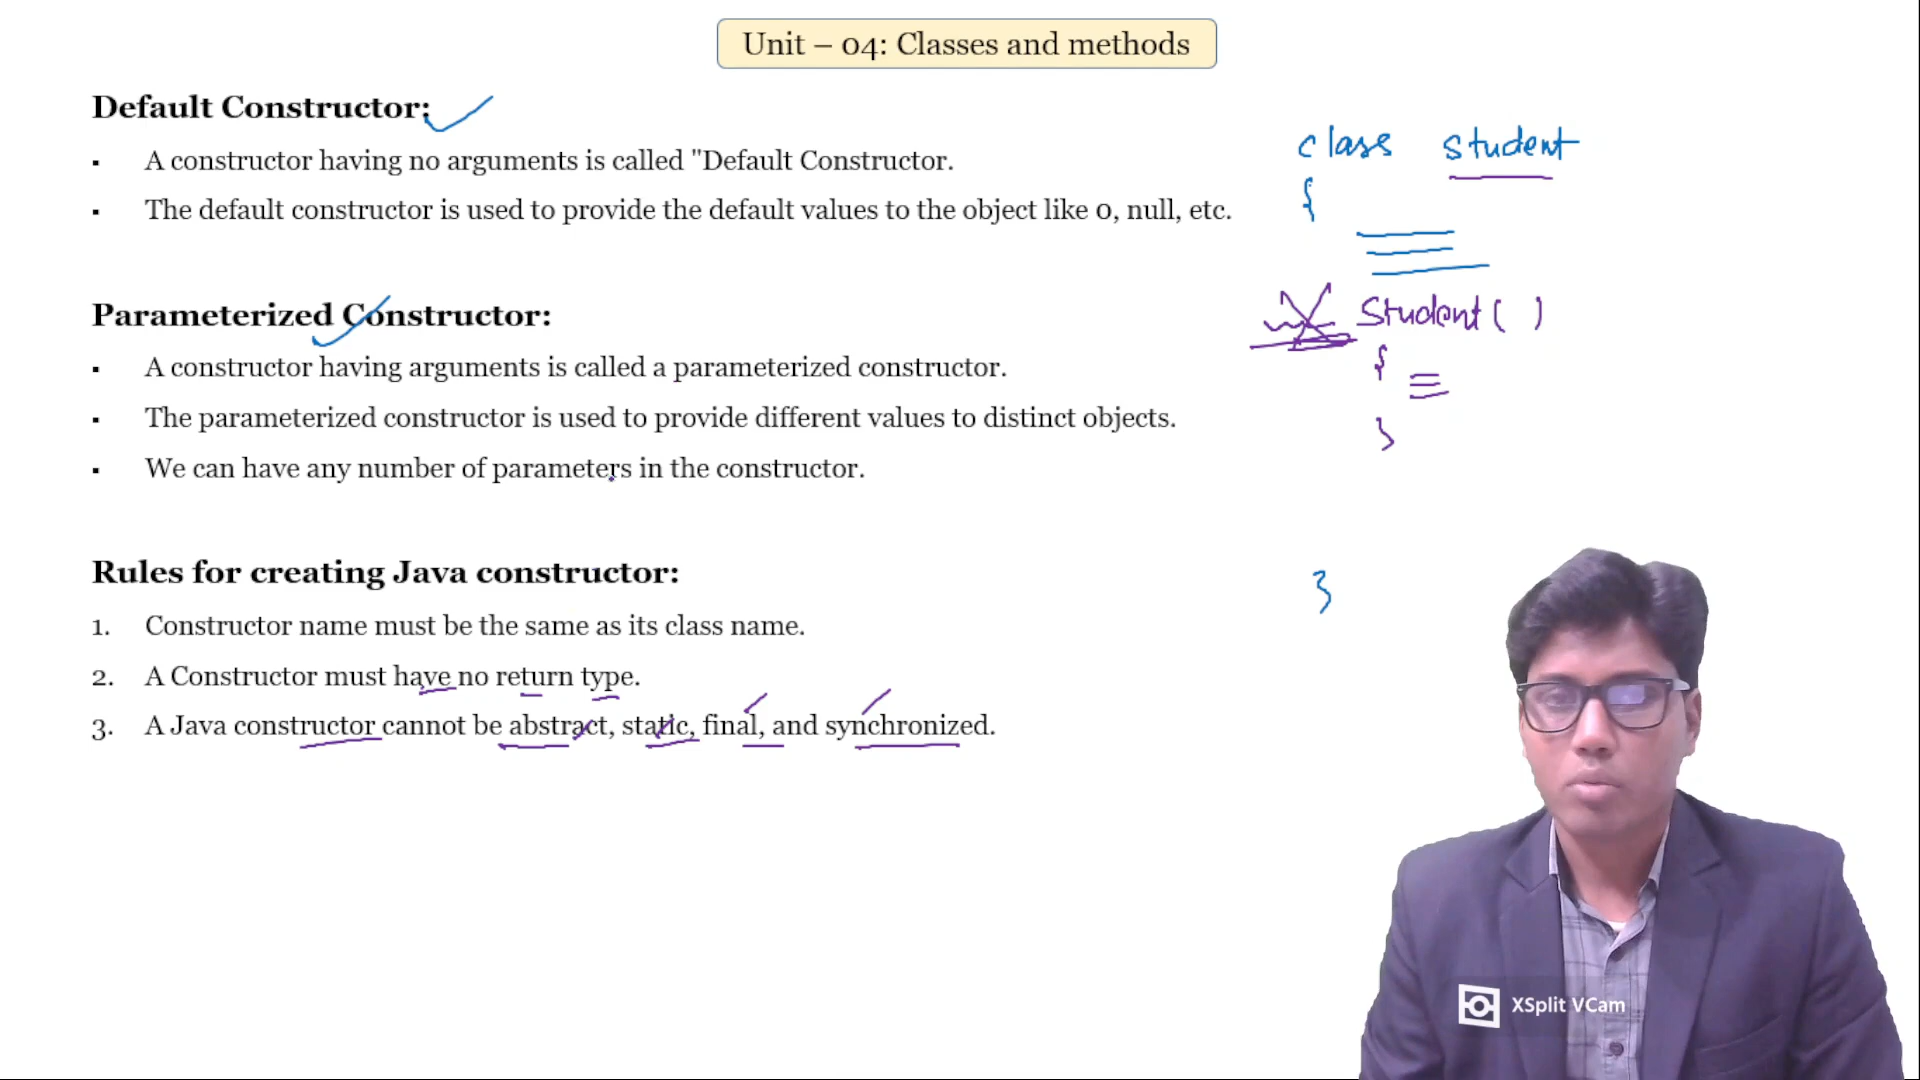 Unit – 04: Classes and methods
Default Constructor:
▪ A constructor having no arguments is called "Default Constructor.
▪ The default constructor is used to provide the default values to the object like 0, null, etc.
Parameterized Constructor:
▪ A constructor having arguments is called a parameterized constructor.
▪ The parameterized constructor is used to provide different values to distinct objects.
▪ We can have any number of parameters in the constructor.
Rules for creating Java constructor:
1. Constructor name must be the same as its class name.
2. A Constructor must have no return type.
3. A Java constructor cannot be abstract, static, final, and synchronized.
class student
{
Student( )
{
}
}
XSplit VCam